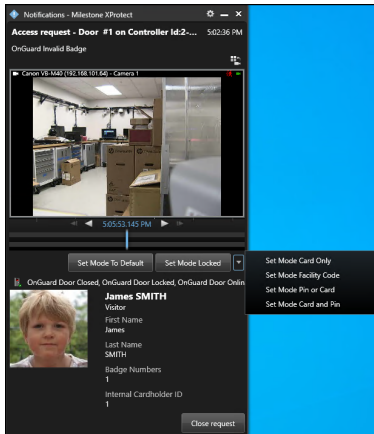 Notifications - Milestone XProtect
Access request - Door #1 on Controller Id:2-...
5:02:36 PM
OnGuard Invalid Badge
Canon VB-M40 (192.168.101.64) - Camera 1
5:05:53.145 PM
Set Mode To Default
Set Mode Locked
Set Mode Card Only
Set Mode Facility Code
Set Mode Pin or Card
Set Mode Card and Pin
OnGuard Door Closed, OnGuard Door Locked, OnGuard Door Onlin
James SMITH
Visitor
First Name
James
Last Name
SMITH
Badge Numbers
1
Internal Cardholder ID
1
Close request